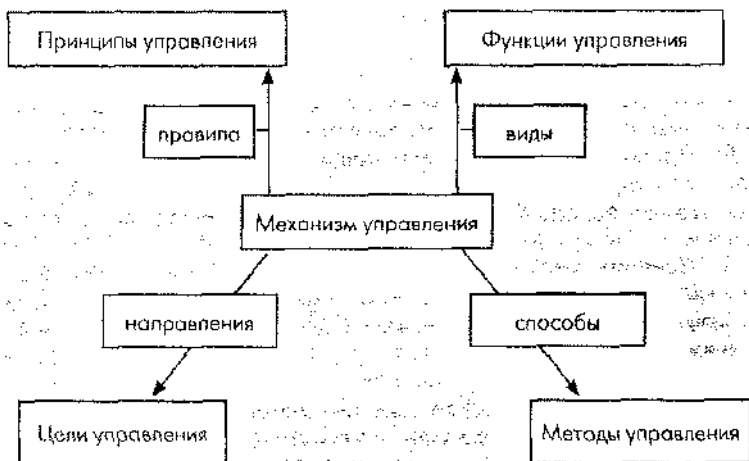 Принципы управления
Функции управления
правила
виды
Механизм управления
направления
способы
Цели управления
Методы управления